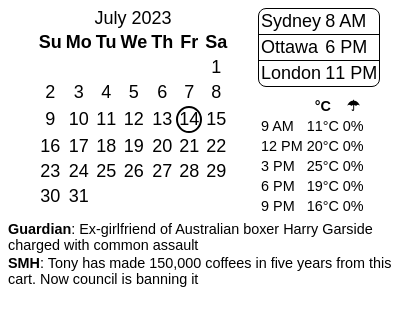 July 2023
Su Mo Tu We Th Fr Sa
1
2 3 4 5 6 7 8
9 10 11 12 13 14 15
16 17 18 19 20 21 22
23 24 25 26 27 28 29
30 31
Sydney 8 AM
Ottawa 6 PM
London 11 PM
°C ☂
9 AM 11°C 0%
12 PM 20°C 0%
3 PM 25°C 0%
6 PM 19°C 0%
9 PM 16°C 0%
Guardian: Ex-girlfriend of Australian boxer Harry Garside
charged with common assault
SMH: Tony has made 150,000 coffees in five years from this
cart. Now council is banning it